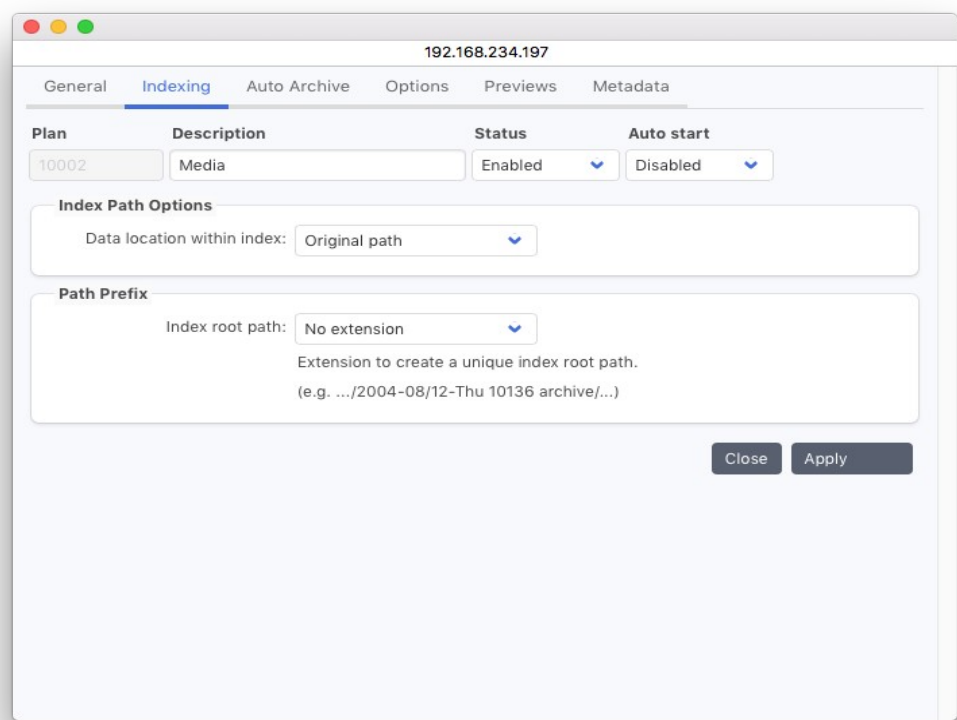 192.168.234.197
General Indexing Auto Archive Options Previews Metadata
Plan Description Status Auto start
10002 Media Enabled Disabled
Index Path Options
Data location within index: Original path
Path Prefix
Index root path: No extension
Extension to create a unique index root path.
(e.g. .../2004-08/12-Thu 10136 archive/...)
Close Apply